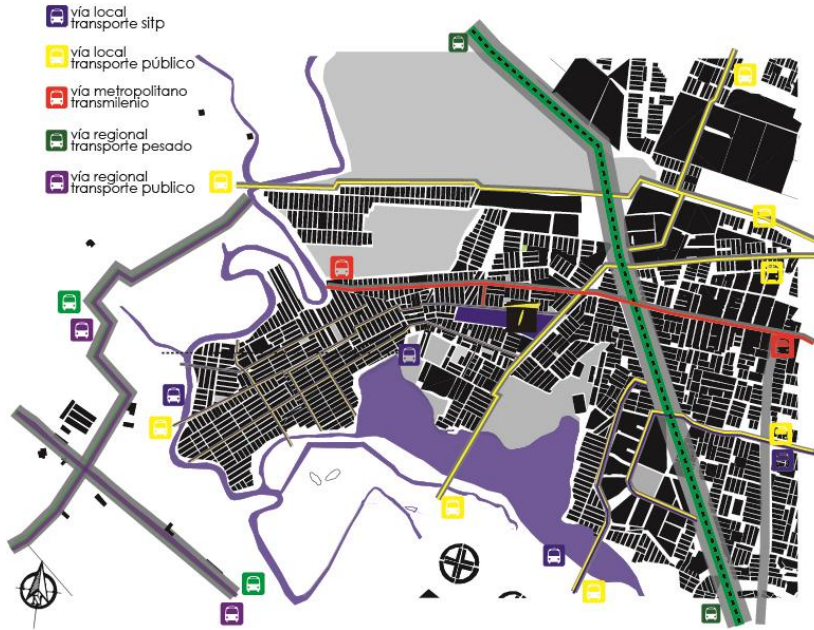 vía local
transporte sitp
vía local
transporte público
vía metropolitano
transmilenio
vía regional
transporte pesado
vía regional
transporte publico